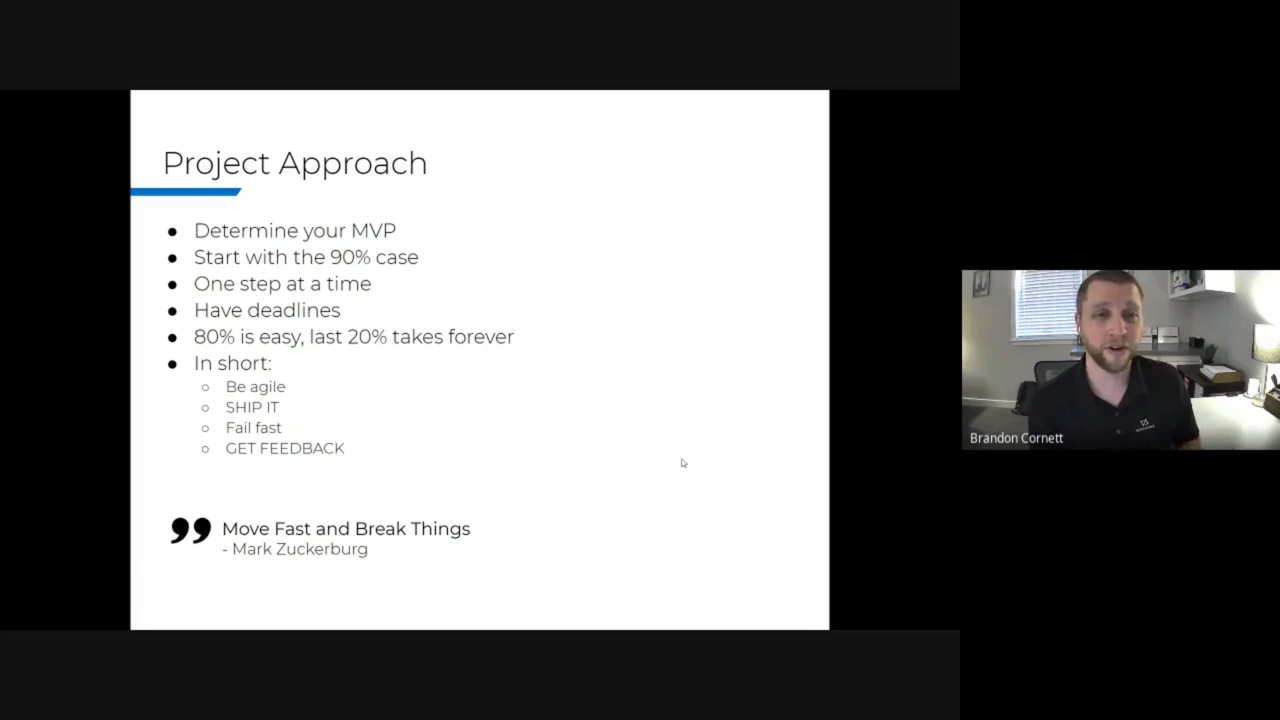 Project Approach
● Determine your MVP
● Start with the 90% case
● One step at a time
● Have deadlines
● 80% is easy, last 20% takes forever
● In short:
○ Be agile
○ SHIP IT
○ Fail fast
○ GET FEEDBACK
Move Fast and Break Things
- Mark Zuckerburg
Brandon Cornett